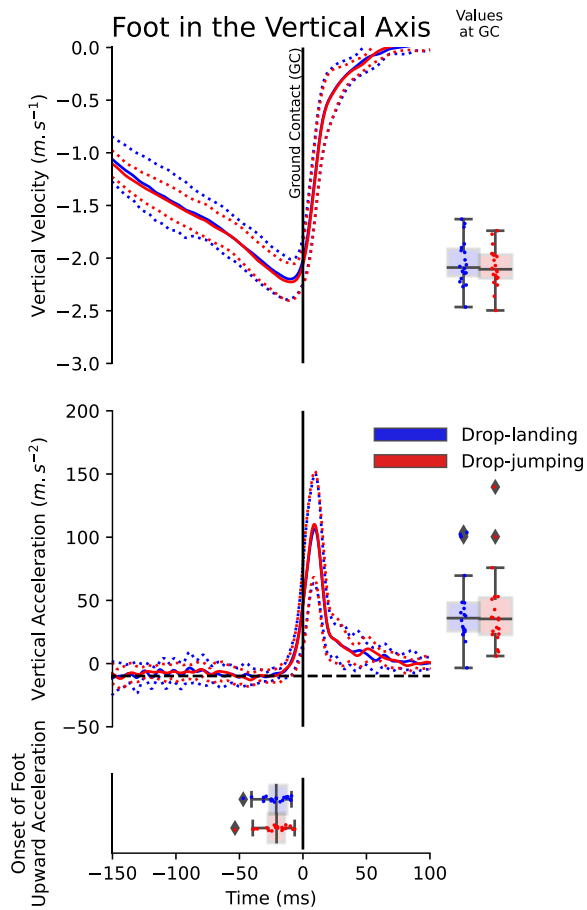 Foot in the Vertical Axis
Values
at GC
Vertical Velocity (m.s⁻¹)
0.0
−0.5
−1.0
−1.5
−2.0
−2.5
−3.0
Ground Contact (GC)
Vertical Acceleration (m.s⁻²)
200
150
100
50
0
−50
Drop-landing
Drop-jumping
Onset of Foot
Upward Acceleration
−150
−100
−50
0
50
100
Time (ms)